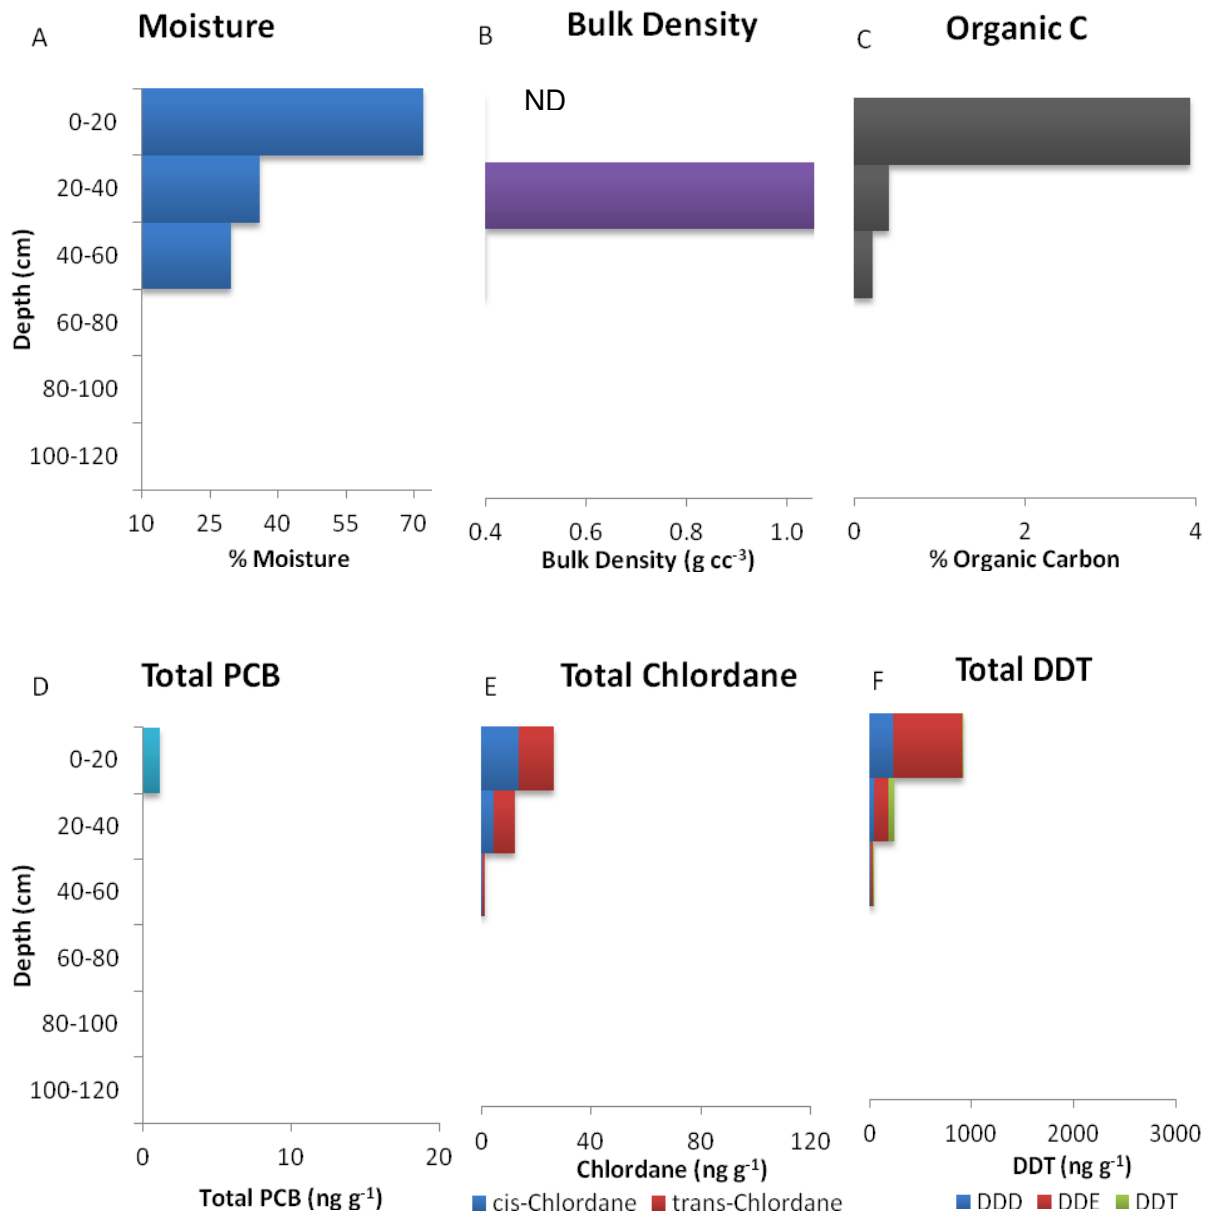 A Moisture
B Bulk Density
C Organic C
ND
0-20
20-40
40-60
60-80
80-100
100-120
Depth (cm)
10 25 40 55 70
% Moisture
0.4 0.6 0.8 1.0
Bulk Density (g cc⁻³)
0 2 4
% Organic Carbon
D Total PCB
E Total Chlordane
F Total DDT
0-20
20-40
40-60
60-80
80-100
100-120
Depth (cm)
0 10 20
Total PCB (ng g⁻¹)
0 40 80 120
Chlordane (ng g⁻¹)
cis-Chlordane trans-Chlordane
0 1000 2000 3000
DDT (ng g⁻¹)
DDD DDE DDT